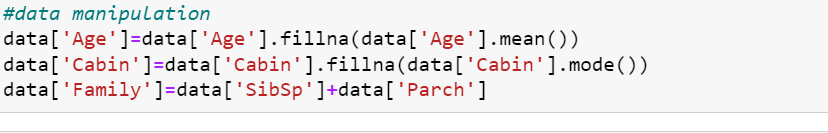 #data manipulation
data['Age']=data['Age'].fillna(data['Age'].mean())
data['Cabin']=data['Cabin'].fillna(data['Cabin'].mode())
data['Family']=data['SibSp']+data['Parch']